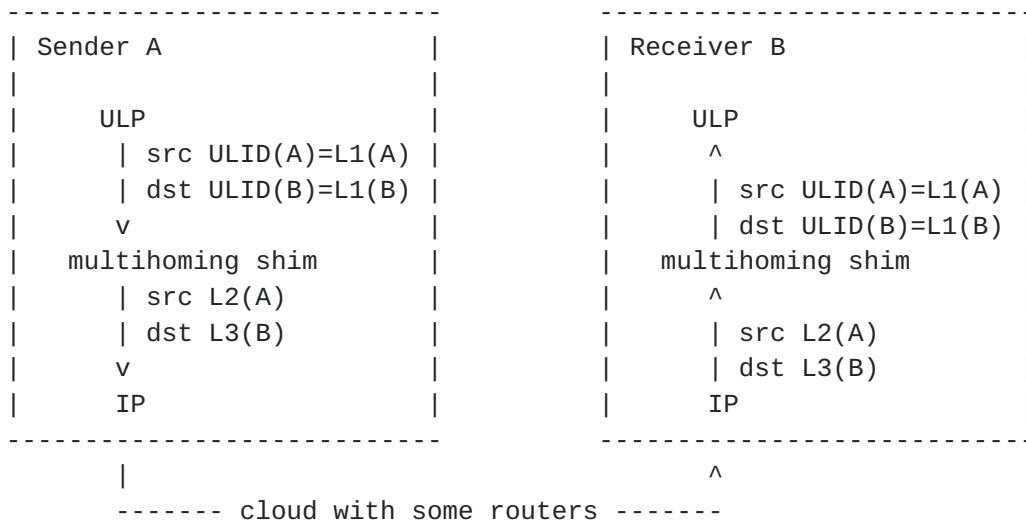 ----------------------------          ----------------------------
| Sender A                 |          | Receiver B
|                          |          |
|     ULP                  |          |     ULP
|      | src ULID(A)=L1(A) |          |      ^
|      | dst ULID(B)=L1(B) |          |      | src ULID(A)=L1(A)
|      v                   |          |      | dst ULID(B)=L1(B)
|   multihoming shim       |          |   multihoming shim
|      | src L2(A)         |          |      ^
|      | dst L3(B)         |          |      | src L2(A)
|      v                   |          |      | dst L3(B)
|      IP                  |          |      IP
----------------------------          ----------------------------
       |                                     ^
       ------- cloud with some routers -------